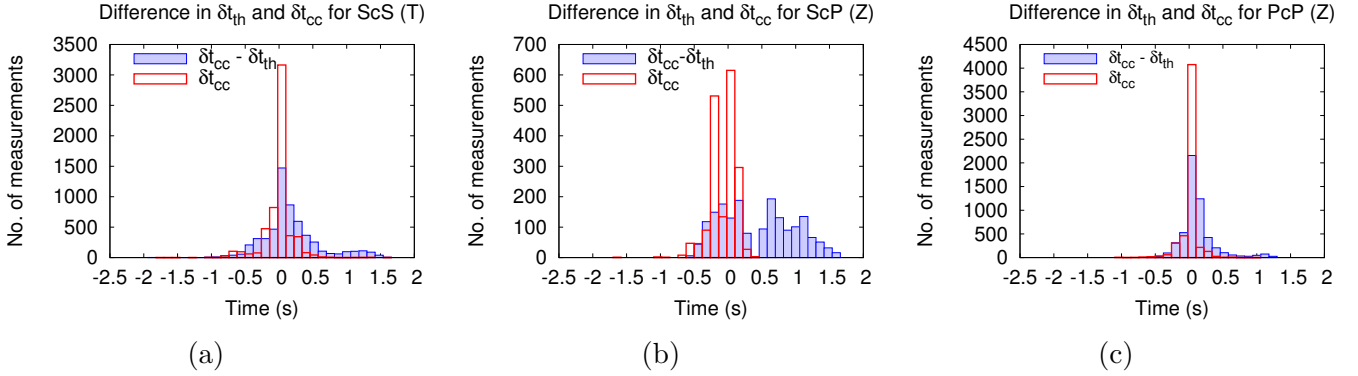 Difference in δt_th and δt_cc for ScS (T)
No. of measurements
3500
3000
2500
2000
1500
1000
500
0
δt_cc - δt_th
δt_cc
-2.5 -2 -1.5 -1 -0.5 0 0.5 1 1.5 2
Time (s)
(a)
Difference in δt_th and δt_cc for ScP (Z)
No. of measurements
700
600
500
400
300
200
100
0
δt_cc-δt_th
δt_cc
-2.5 -2 -1.5 -1 -0.5 0 0.5 1 1.5 2
Time (s)
(b)
Difference in δt_th and δt_cc for PcP (Z)
No. of measurements
4500
4000
3500
3000
2500
2000
1500
1000
500
0
δt_cc - δt_th
δt_cc
-2.5 -2 -1.5 -1 -0.5 0 0.5 1 1.5 2
Time (s)
(c)